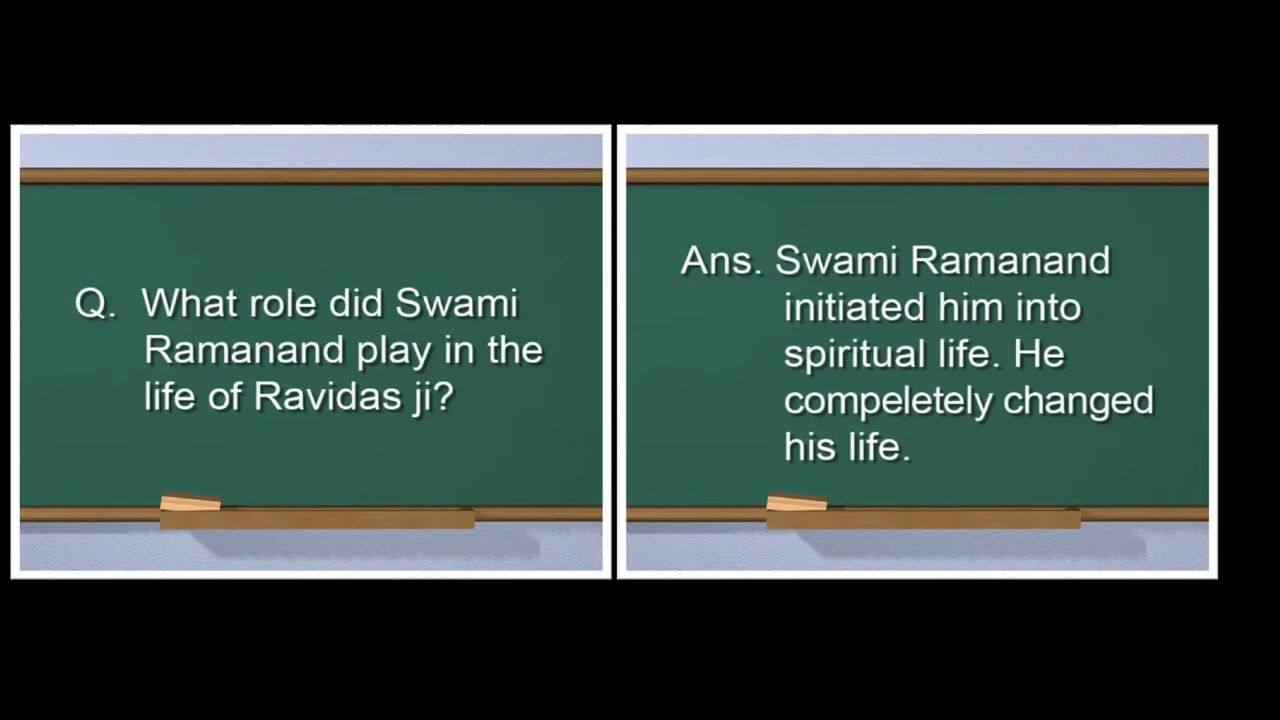 Q. What role did Swami
Ramanand play in the
life of Ravidas ji?
Ans. Swami Ramanand
initiated him into
spiritual life. He
compeletely changed
his life.